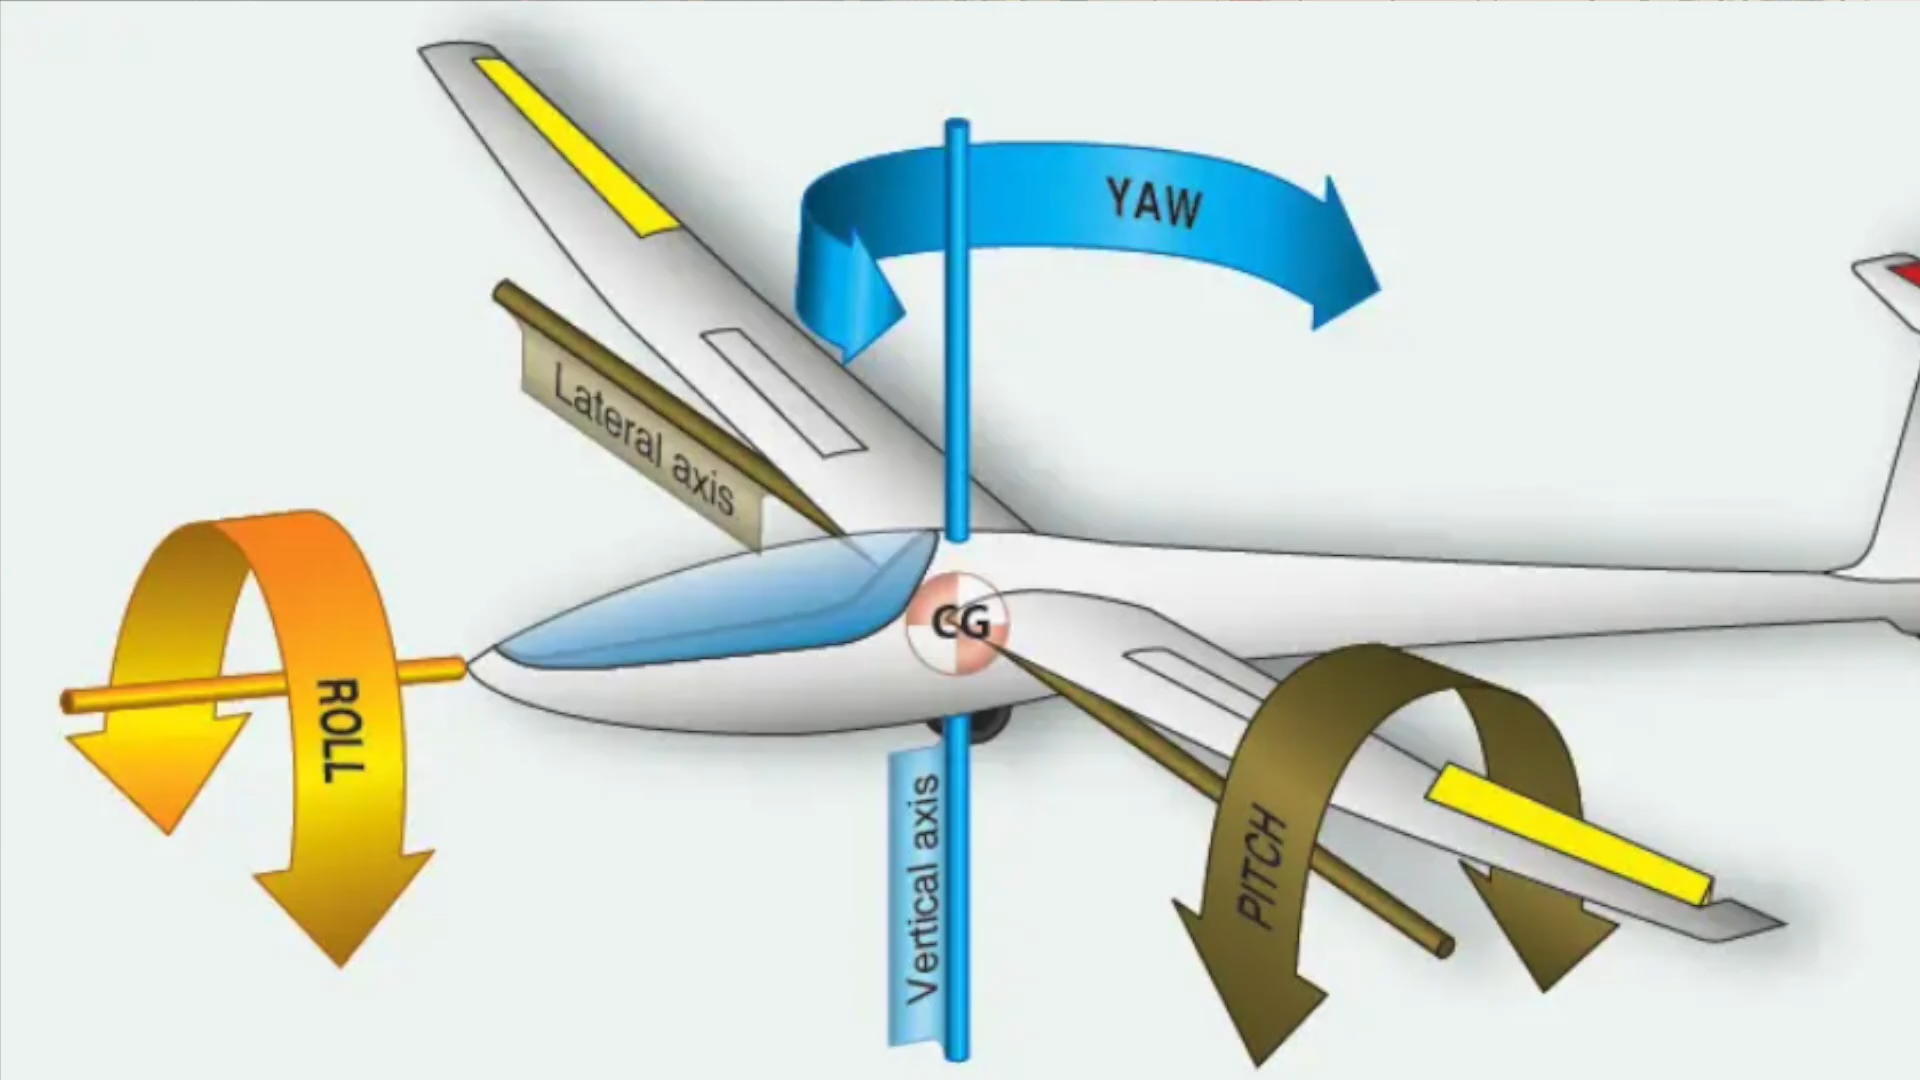 YAW
Lateral axis
CG
ROLL
Vertical axis
PITCH